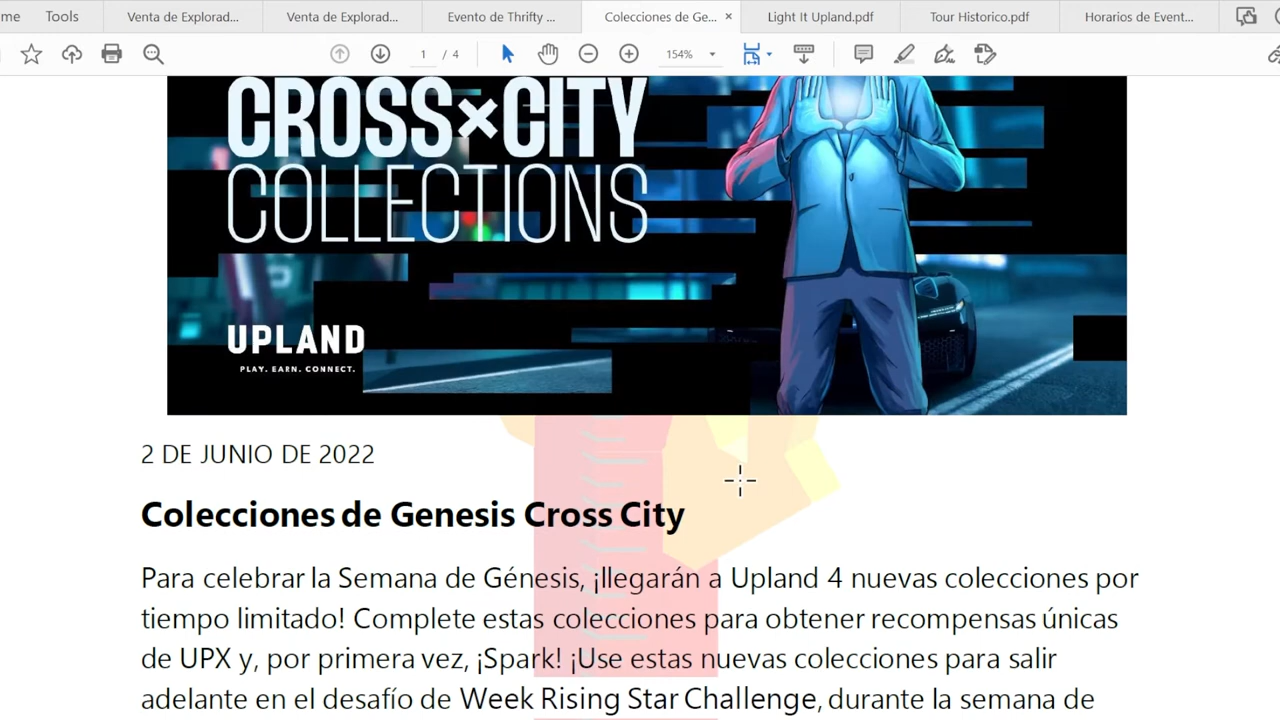 me
Tools
Venta de Explorad...
Venta de Explorad...
Evento de Thrifty ...
Colecciones de Ge...
×
Light It Upland.pdf
Tour Historico.pdf
Horarios de Event...
1 / 4
154%
CROSS×CITY
COLLECTIONS
UPLAND
PLAY. EARN. CONNECT.
2 DE JUNIO DE 2022
Colecciones de Genesis Cross City
Para celebrar la Semana de Génesis, ¡llegarán a Upland 4 nuevas colecciones por
tiempo limitado! Complete estas colecciones para obtener recompensas únicas
de UPX y, por primera vez, ¡Spark! ¡Use estas nuevas colecciones para salir
adelante en el desafío de Week Rising Star Challenge, durante la semana de